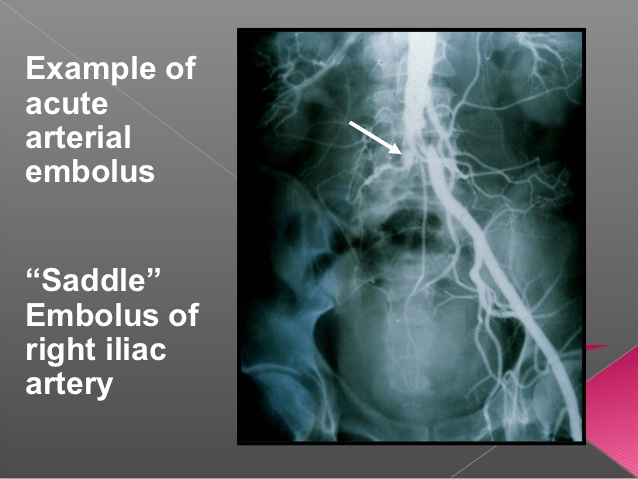 Example of
acute
arterial
embolus
“Saddle”
Embolus of
right iliac
artery